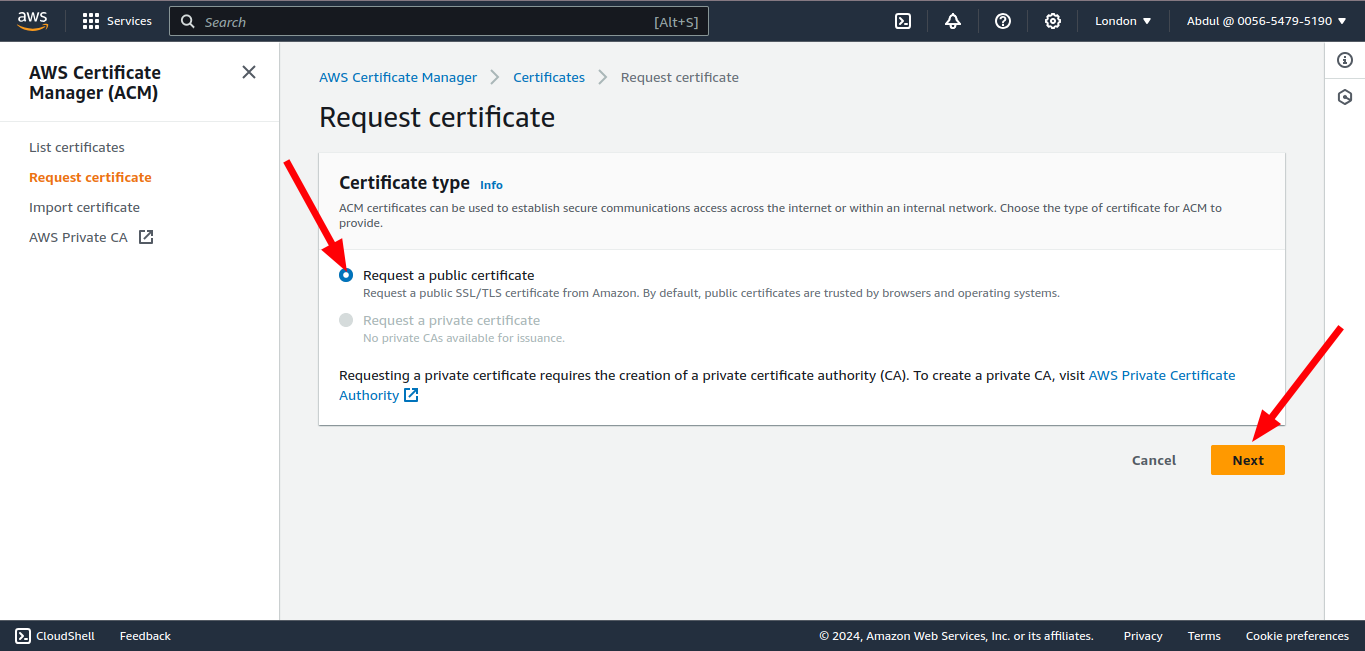 aws
Services
Search
[Alt+S]
London
Abdul @ 0056-5479-5190
AWS Certificate
Manager (ACM)
List certificates
Request certificate
Import certificate
AWS Private CA
AWS Certificate Manager
Certificates
Request certificate
Request certificate
Certificate type
Info
ACM certificates can be used to establish secure communications access across the internet or within an internal network. Choose the type of certificate for ACM to
provide.
Request a public certificate
Request a public SSL/TLS certificate from Amazon. By default, public certificates are trusted by browsers and operating systems.
Request a private certificate
No private CAs available for issuance.
Requesting a private certificate requires the creation of a private certificate authority (CA). To create a private CA, visit AWS Private Certificate
Authority
Cancel
Next
CloudShell
Feedback
© 2024, Amazon Web Services, Inc. or its affiliates.
Privacy
Terms
Cookie preferences